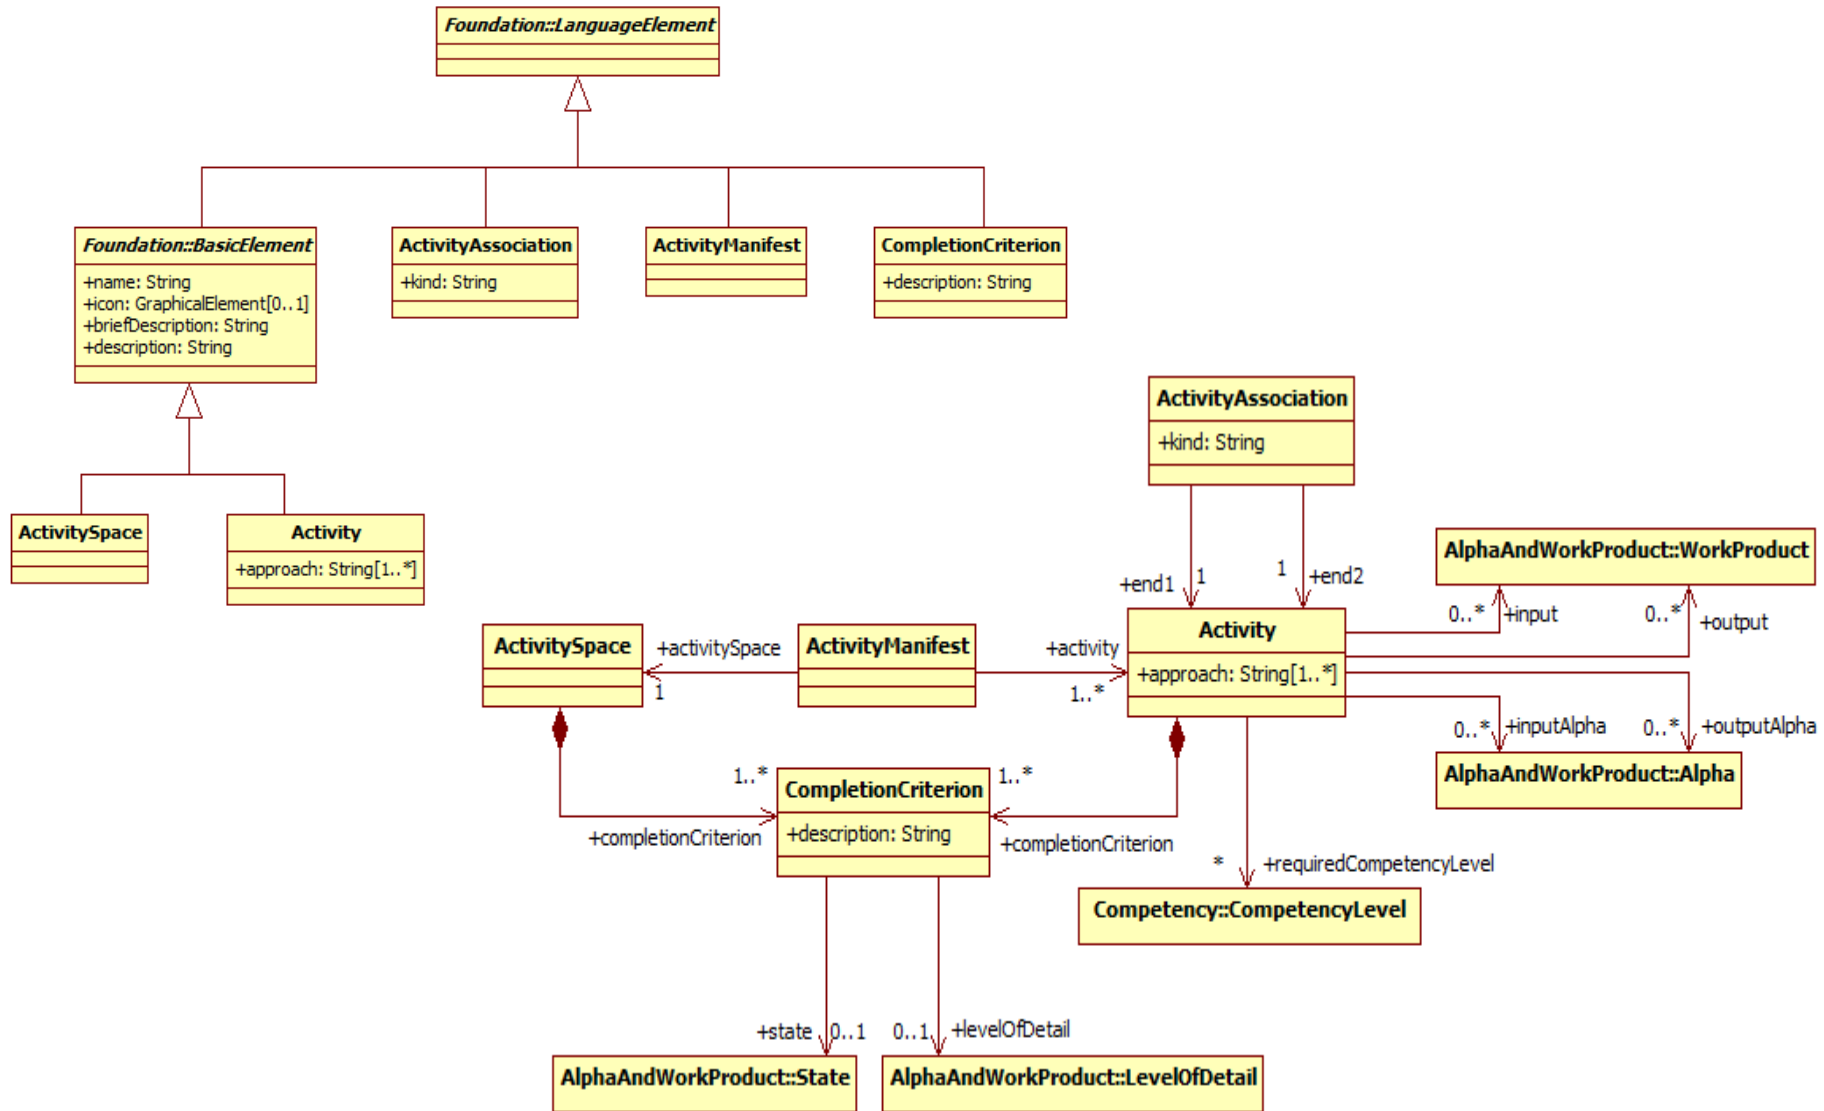 Foundation::LanguageElement
Foundation::BasicElement
+name: String
+icon: GraphicalElement[0..1]
+briefDescription: String
+description: String
ActivityAssociation
+kind: String
ActivityManifest
CompletionCriterion
+description: String
ActivitySpace
Activity
+approach: String[1..*]
ActivityAssociation
+kind: String
+end1
1
1
+end2
AlphaAndWorkProduct::WorkProduct
0..*
+input
0..*
+output
ActivitySpace
+activitySpace
1
ActivityManifest
+activity
1..*
Activity
+approach: String[1..*]
0..*
+inputAlpha
0..*
+outputAlpha
AlphaAndWorkProduct::Alpha
1..*
+completionCriterion
CompletionCriterion
+description: String
1..*
+completionCriterion
*
+requiredCompetencyLevel
Competency::CompetencyLevel
+state
0..1
0..1
+levelOfDetail
AlphaAndWorkProduct::State
AlphaAndWorkProduct::LevelOfDetail